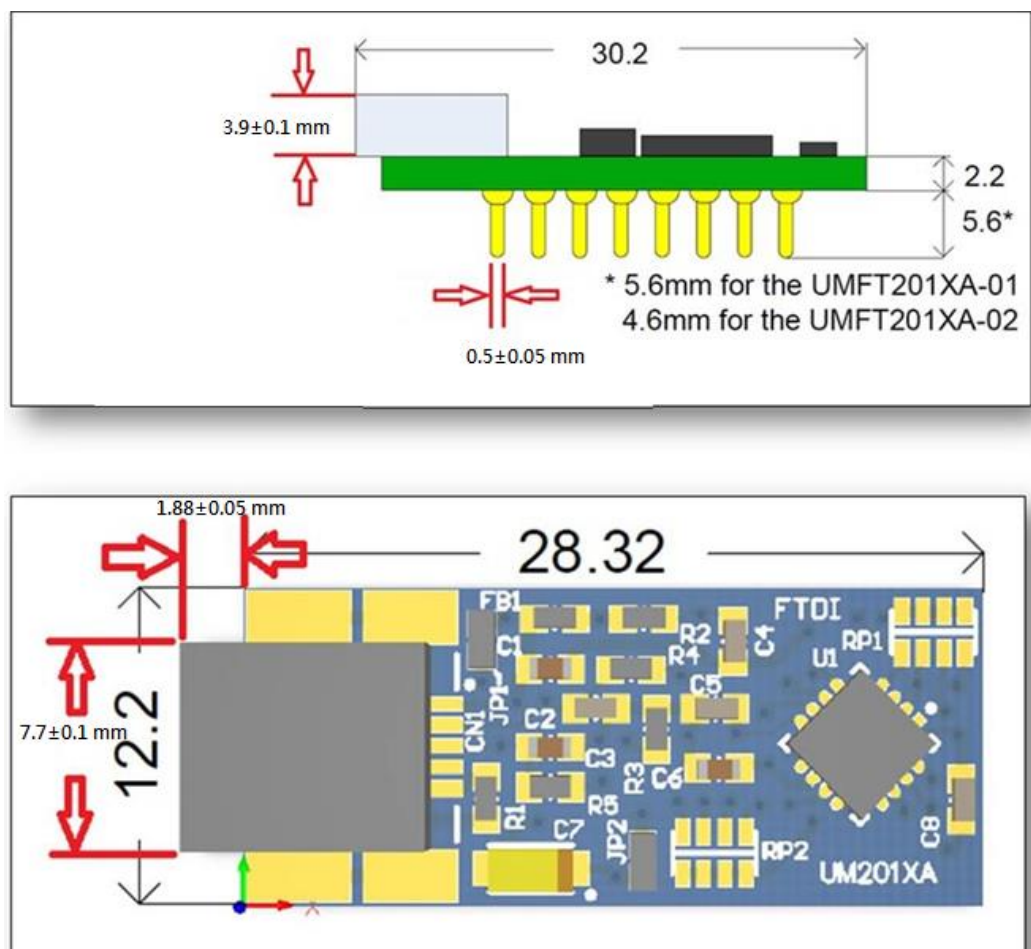 30.2
3.9±0.1 mm
2.2
5.6*
* 5.6mm for the UMFT201XA-01
4.6mm for the UMFT201XA-02
0.5±0.05 mm
1.88±0.05 mm
28.32
FB1
FTDI
C1
R2
C4
RP1
R4
U1
JP1
C5
7.7±0.1 mm
12.2
CN1
C2
C3
R3
C6
R1
R5
C8
C7
JP2
RP2
UM201XA
X